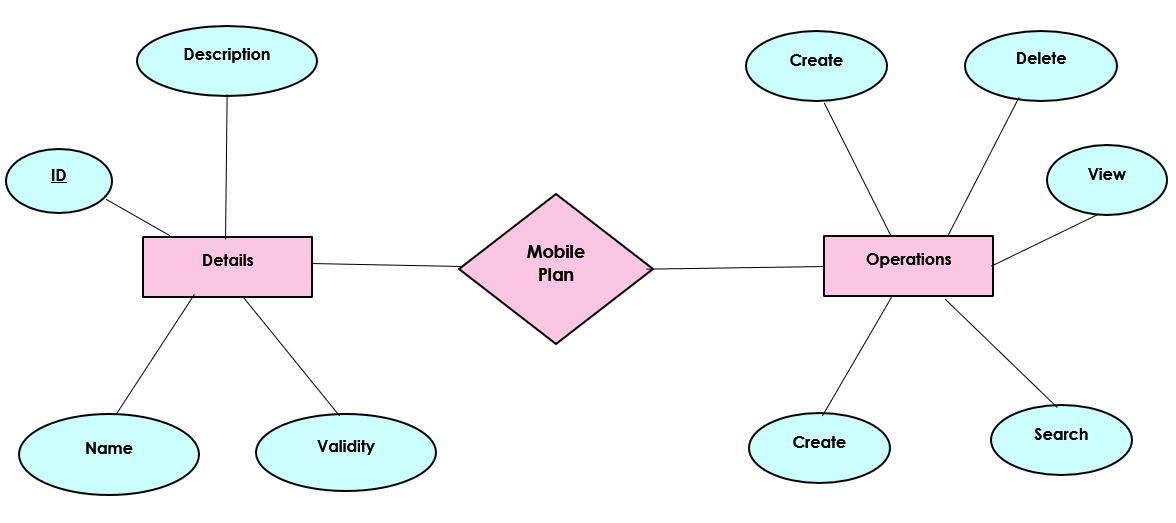 Description
Create
Delete
ID
View
Details
Mobile
Plan
Operations
Name
Validity
Create
Search